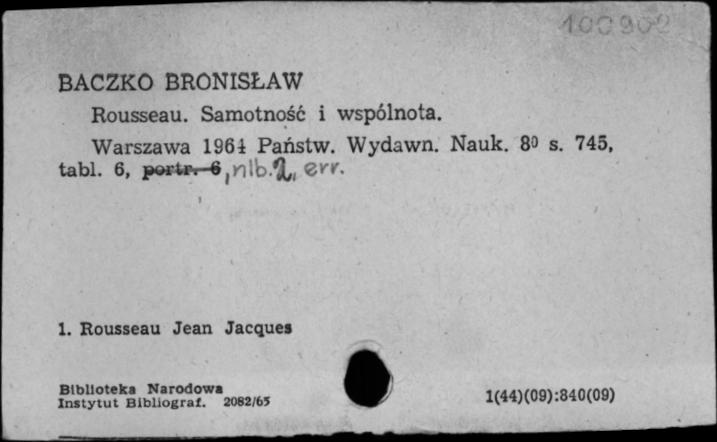 100902
BACZKO BRONISŁAW
Rousseau. Samotność i wspólnota.
Warszawa 1964 Państw. Wydawn. Nauk. 8⁰ s. 745,
tabl. 6, portr. 6, nlb. 2, err.
1. Rousseau Jean Jacques
Biblioteka Narodowa
Instytut Bibliograf. 2082/65
1(44)(09):840(09)